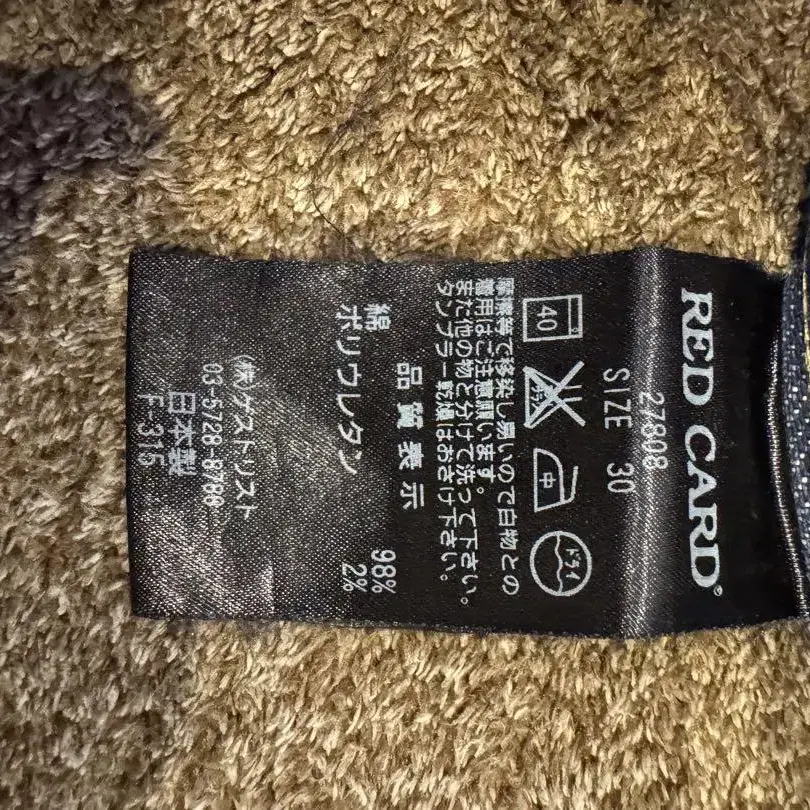 RED CARD®
27808
SIZE 30
40
中
ドライ
摩擦等で移染し易いので白物との
着用はご注意願います。
また他の物と分けて洗って下さい。
タンブラー乾燥はおさけ下さい。
品質表示
綿 98%
ポリウレタン 2%
(株)ゲストリスト
03-5728-8788
日本製
F-315